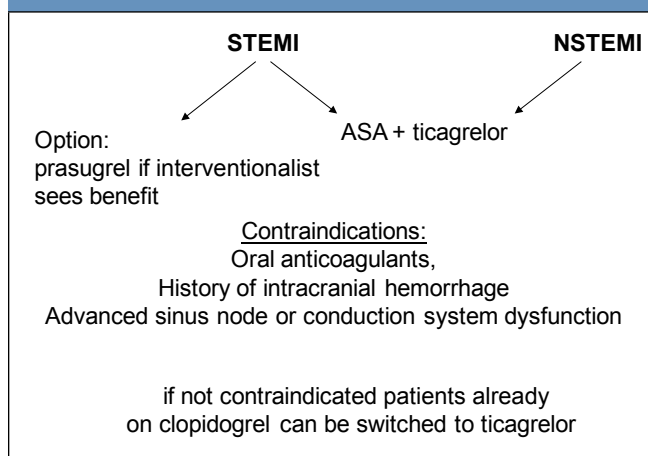 STEMI
NSTEMI
Option:
prasugrel if interventionalist
sees benefit
ASA + ticagrelor
Contraindications:
Oral anticoagulants,
History of intracranial hemorrhage
Advanced sinus node or conduction system dysfunction
if not contraindicated patients already
on clopidogrel can be switched to ticagrelor